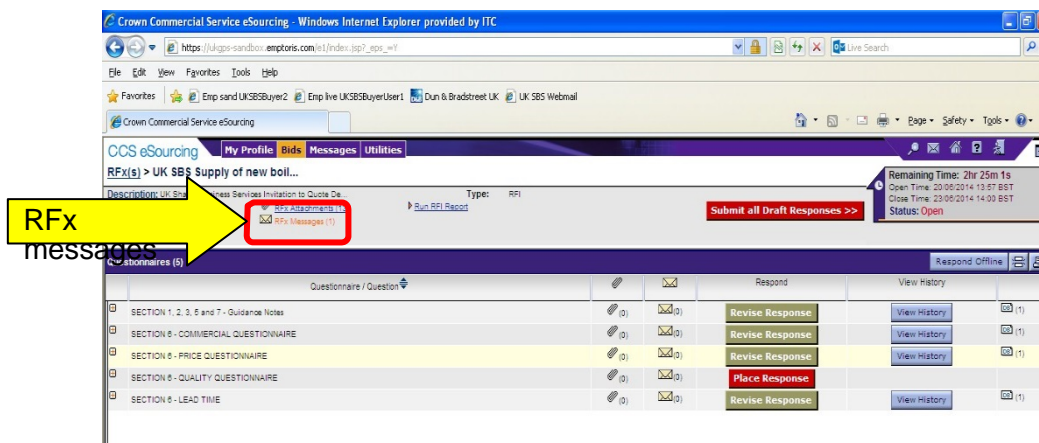 Crown Commercial Service eSourcing - Windows Internet Explorer provided by ITC
https://ukgps-sandbox.emptoris.com/e1/index.jsp?_eps_=Y
Live Search
File Edit View Favorites Tools Help
Favorites Emp sand UKSBSBuyer2 Emp live UKSBSBuyerUser1 Dun & Bradstreet UK UK SBS Webmail
Crown Commercial Service eSourcing
Page Safety Tools
CCS eSourcing My Profile Bids Messages Utilities
RFx(s) > UK SBS Supply of new boil...
Remaining Time: 2hr 25m 1s
Open Time: 20/06/2014 13:57 BST
Close Time: 23/06/2014 14:00 BST
Status: Open
Description: UK Sha iness Services Invitation to Quote De... Type: RFI
RFx Attachments (1 Run RFI Report
RFx Messages (1)
Submit all Draft Responses >>
RFx
messages
Questionnaires (5) Respond Offline
Questionnaire / Question Respond View History
SECTION 1, 2, 3, 5 and 7 - Guidance Notes (0) (0) Revise Response View History (1)
SECTION 6 - COMMERCIAL QUESTIONNAIRE (0) (0) Revise Response View History (1)
SECTION 6 - PRICE QUESTIONNAIRE (0) (0) Revise Response View History (1)
SECTION 6 - QUALITY QUESTIONNAIRE (0) (0) Place Response
SECTION 6 - LEAD TIME (0) (0) Revise Response View History (1)